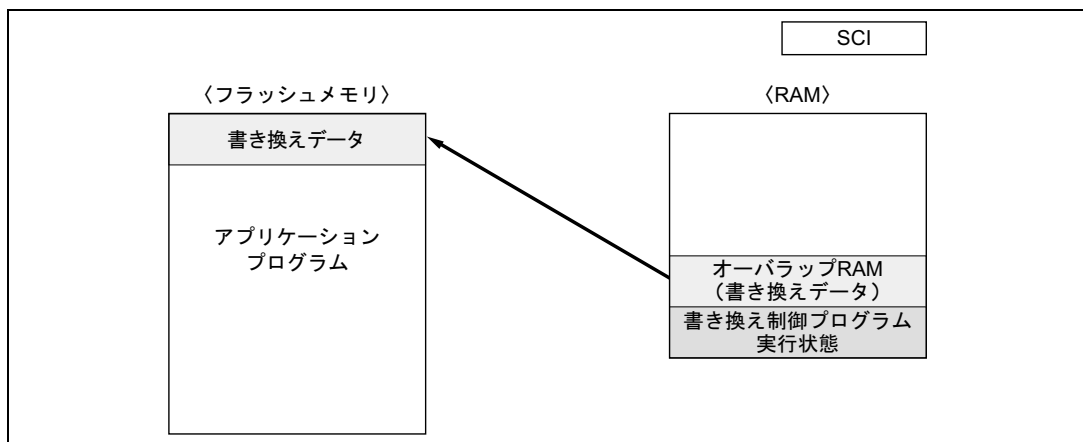 SCI
〈フラッシュメモリ〉
〈RAM〉
書き換えデータ
アプリケーション
プログラム
オーバラップRAM
（書き換えデータ）
書き換え制御プログラム
実行状態